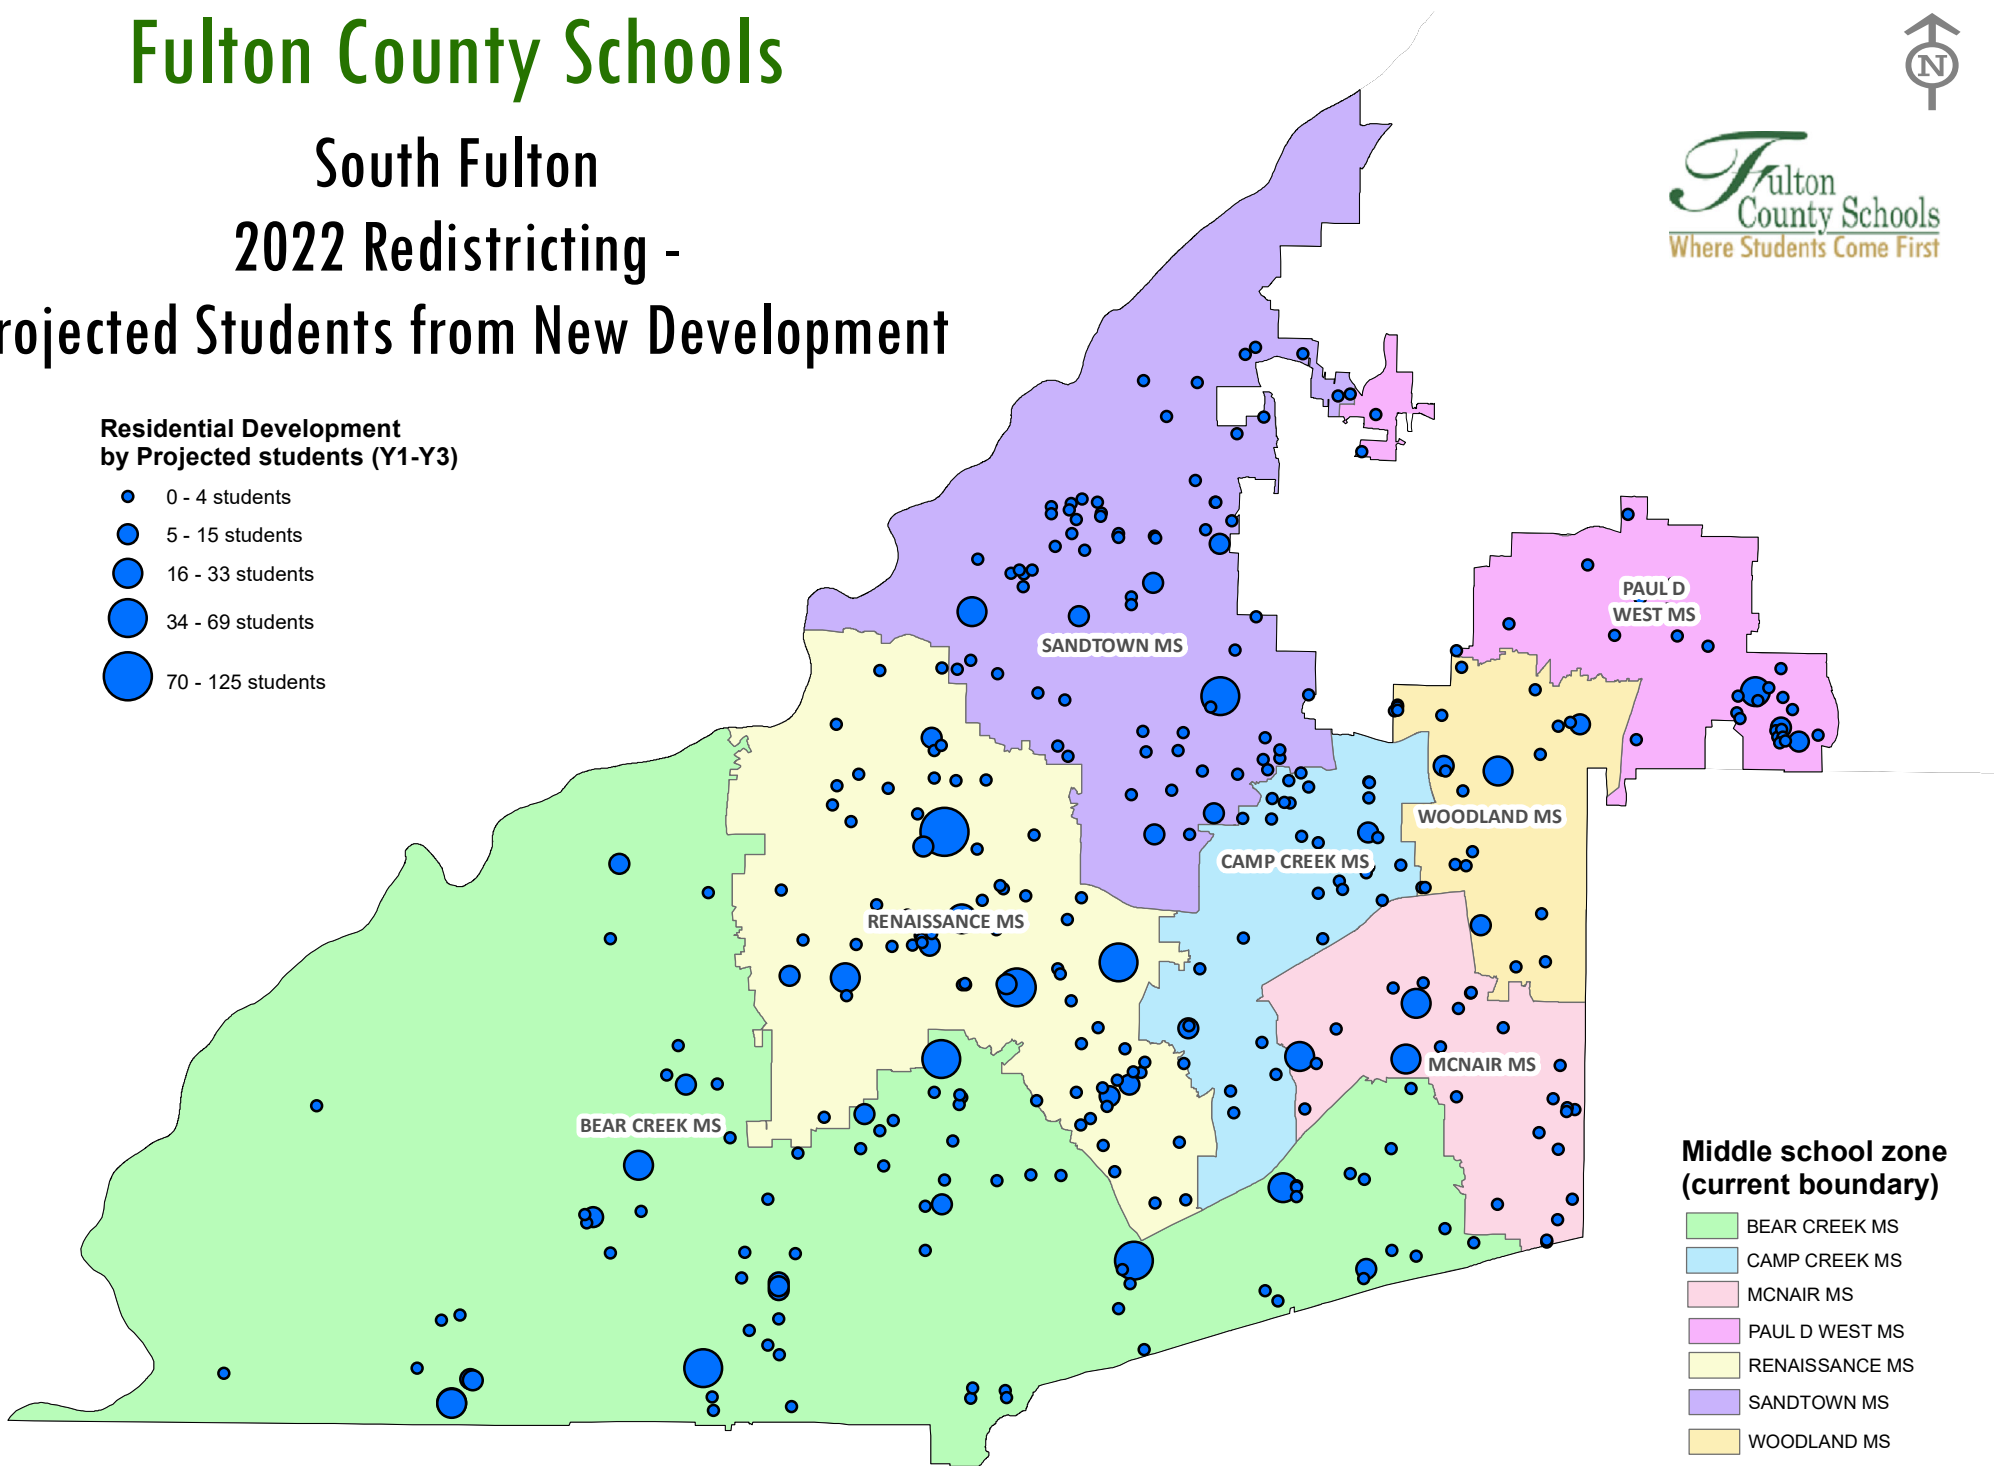 Fulton County Schools
South Fulton
2022 Redistricting -
rojected Students from New Development
N
Fulton
County Schools
Where Students Come First
Residential Development
by Projected students (Y1-Y3)
0 - 4 students
5 - 15 students
16 - 33 students
34 - 69 students
70 - 125 students
PAUL D
WEST MS
SANDTOWN MS
WOODLAND MS
CAMP CREEK MS
RENAISSANCE MS
MCNAIR MS
BEAR CREEK MS
Middle school zone
(current boundary)
BEAR CREEK MS
CAMP CREEK MS
MCNAIR MS
PAUL D WEST MS
RENAISSANCE MS
SANDTOWN MS
WOODLAND MS